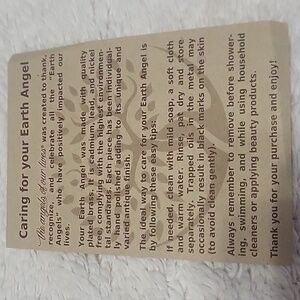 Caring for your Earth Angel
"The angels of our lives" was created to thank,
recognize and celebrate all the "Earth
Angels" who have positively impacted our
lives.
Your Earth Angel was made with quality
plated brass. It is cadmium, lead, and nickel
free, complying with the highest environmen-
tal standards. Each piece has been individual-
ly hand polished adding to its unique and
varied antique finish.
The ideal way to care for your Earth Angel is
by following these easy tips:
If needed, clean with mild soap, a soft cloth
and warm water. Rinse, pat dry and store
separately. Trapped oils in the metal may
occasionally result in black marks on the skin
(to avoid clean gently).
Always remember to remove before shower-
ing, swimming, and while using household
cleaners or applying beauty products.
Thank you for your purchase and enjoy!